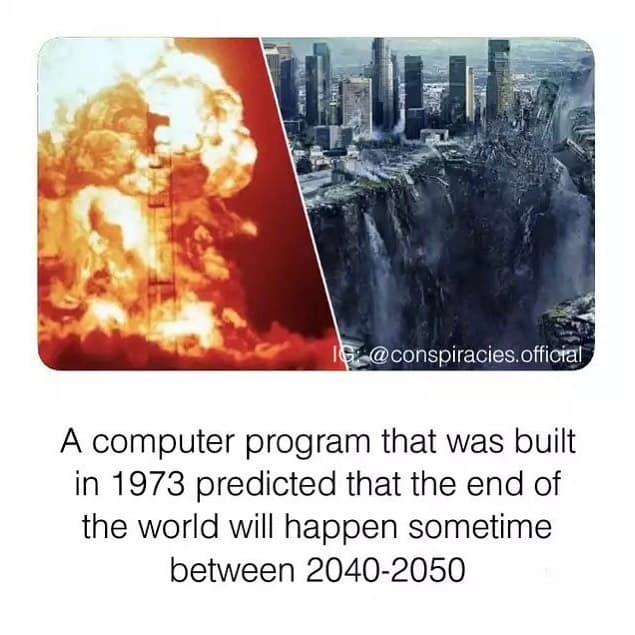 IG: @conspiracies.official
A computer program that was built
in 1973 predicted that the end of
the world will happen sometime
between 2040-2050